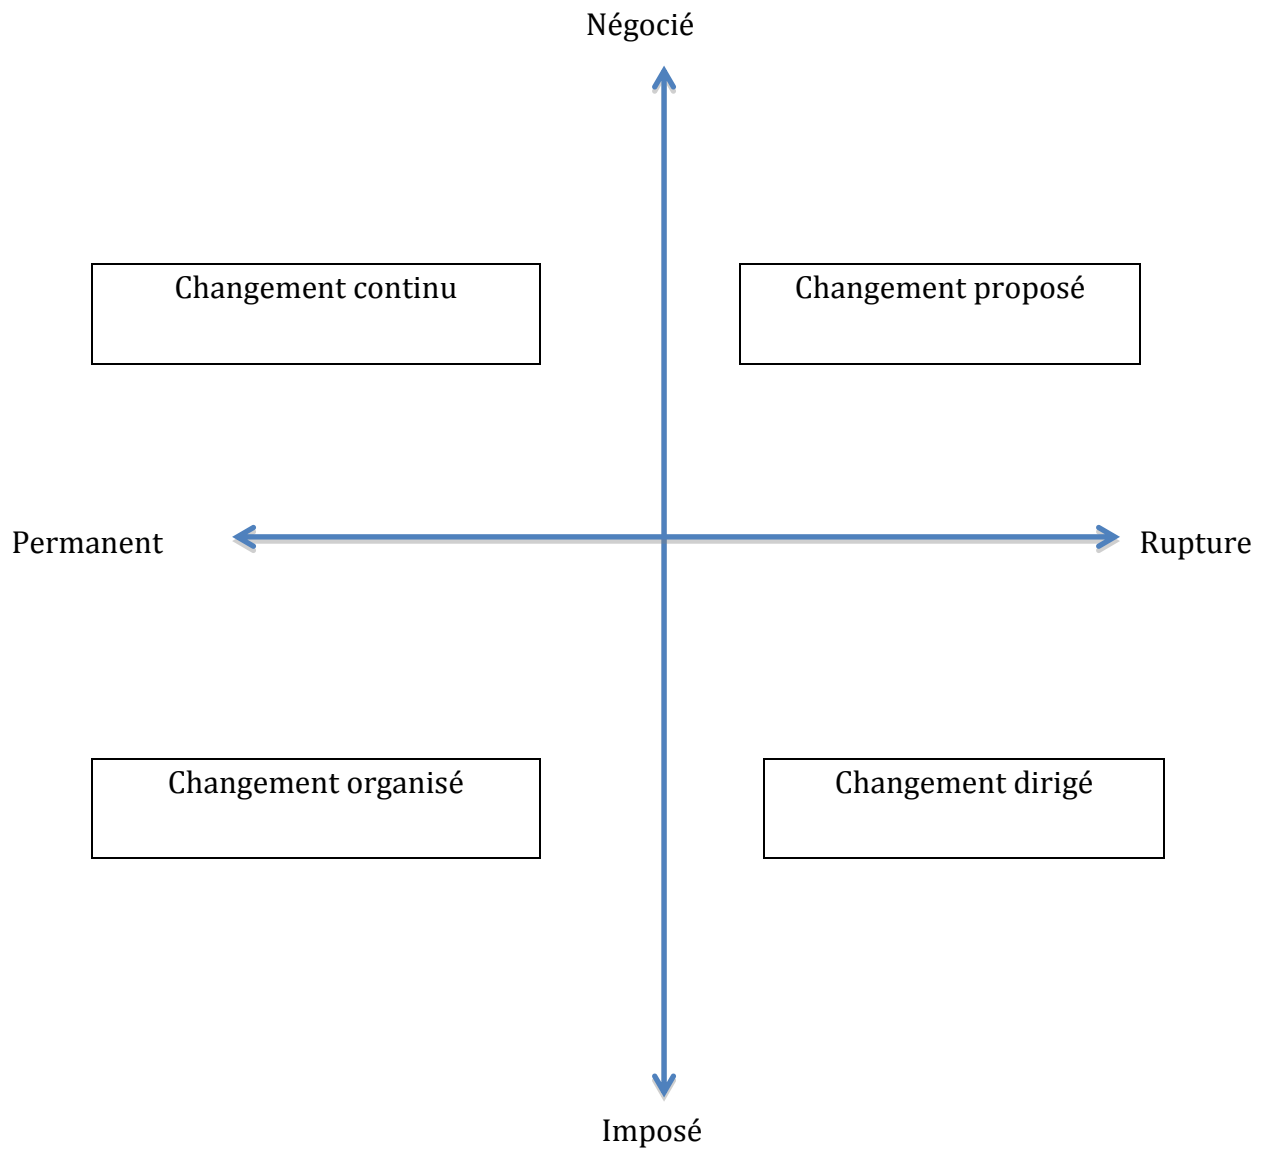 Négocié
Changement continu
Changement proposé
Permanent
Rupture
Changement organisé
Changement dirigé
Imposé